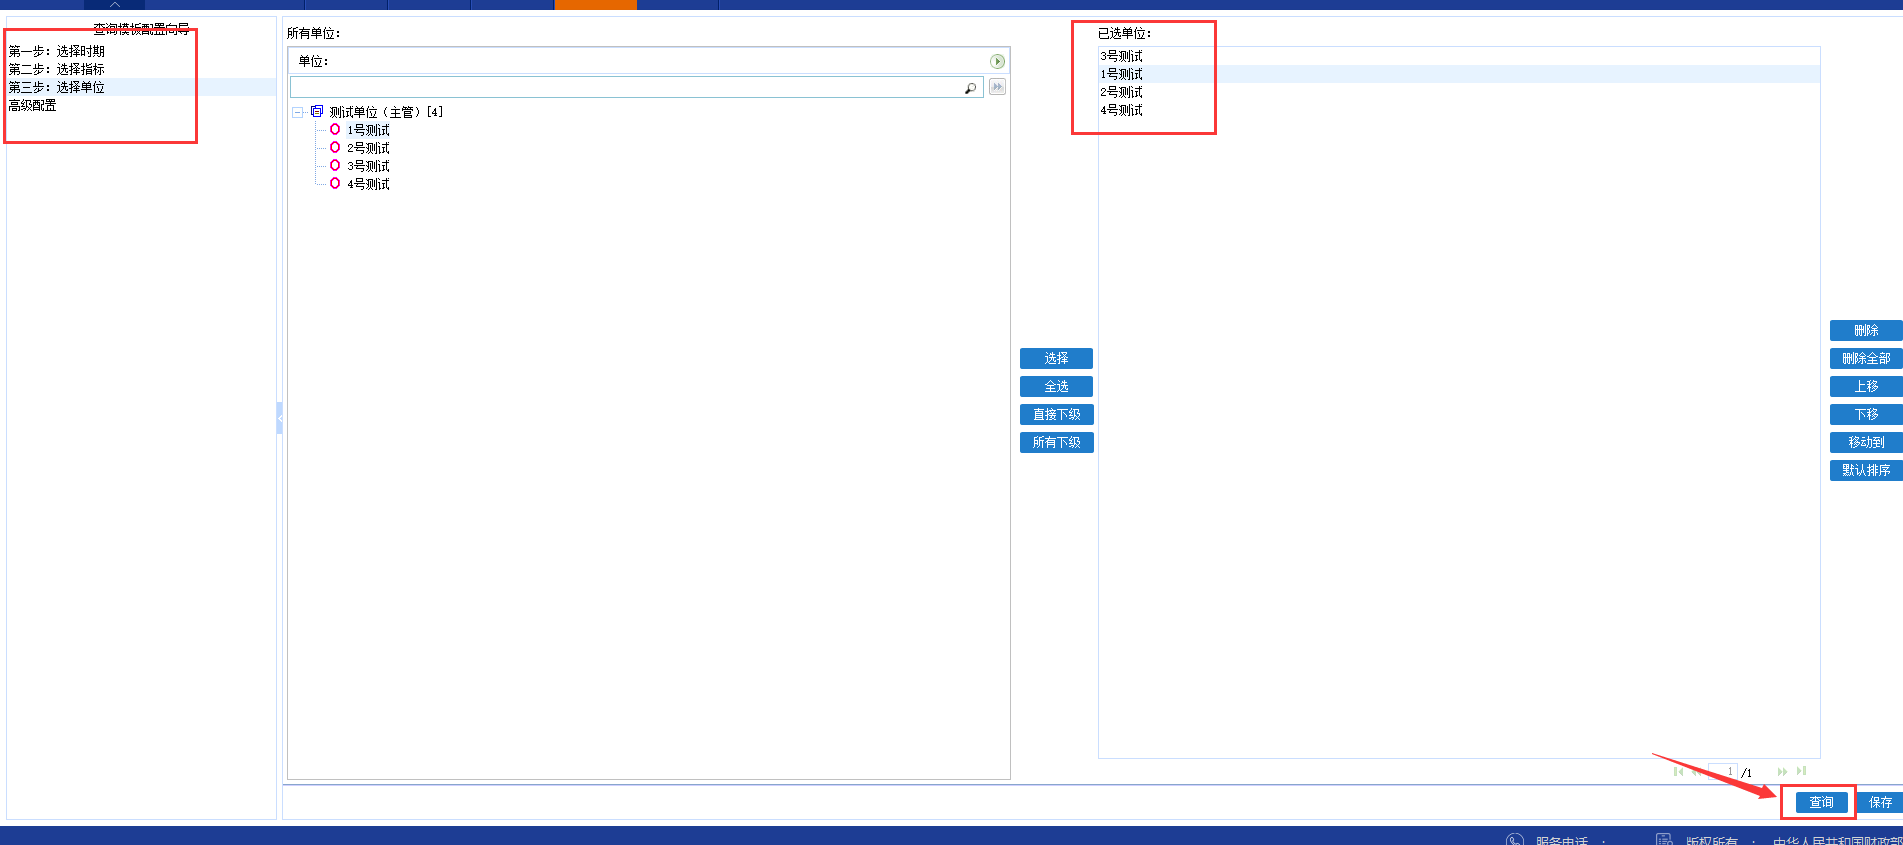 查询模板配置向导
第一步：选择时期
第二步：选择指标
第三步：选择单位
高级配置
所有单位：
单位：
测试单位（主管）[4]
1号测试
2号测试
3号测试
4号测试
选择
全选
直接下级
所有下级
已选单位：
3号测试
1号测试
2号测试
4号测试
删除
删除全部
上移
下移
移动到
默认排序
1 /1
查询
保存
服务电话 ：
版权所有 ： 中华人民共和国财政部